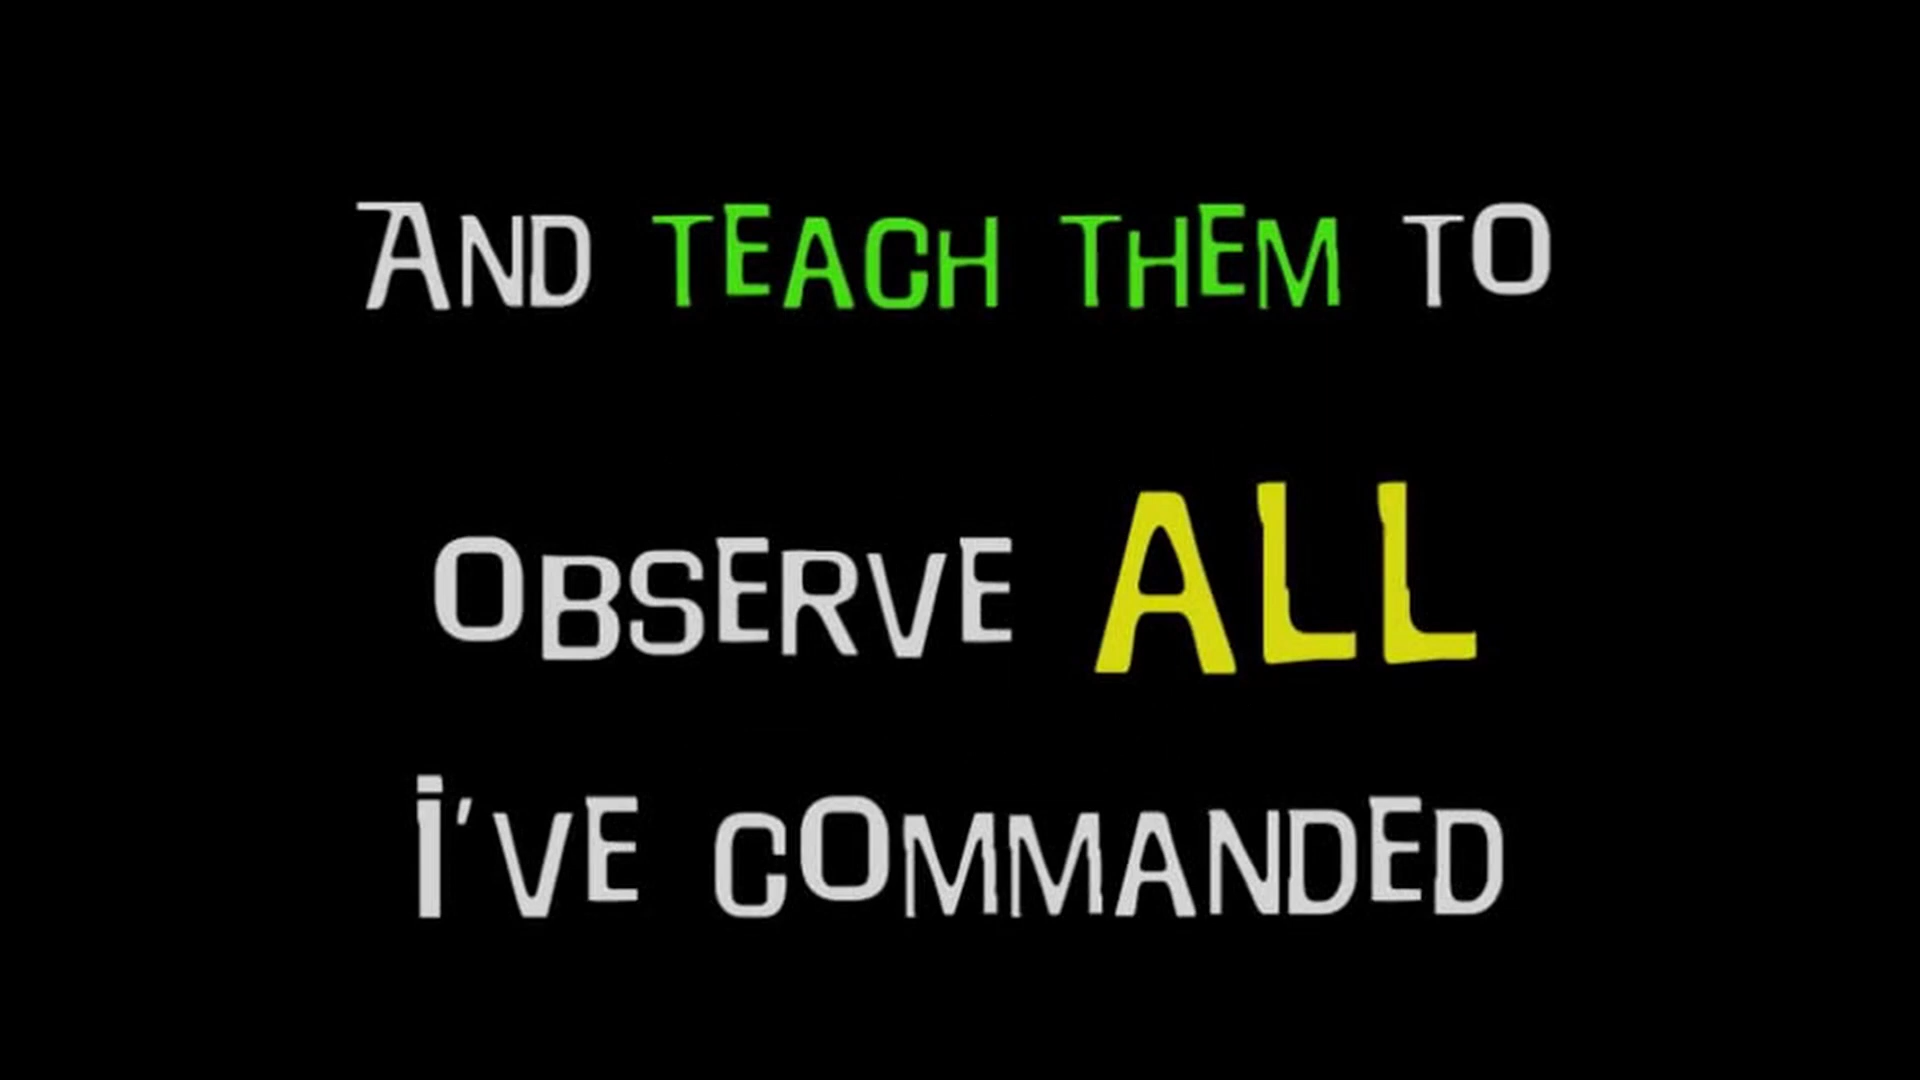 AND TEACH THEM TO
OBSERVE ALL
I'VE COMMANDED